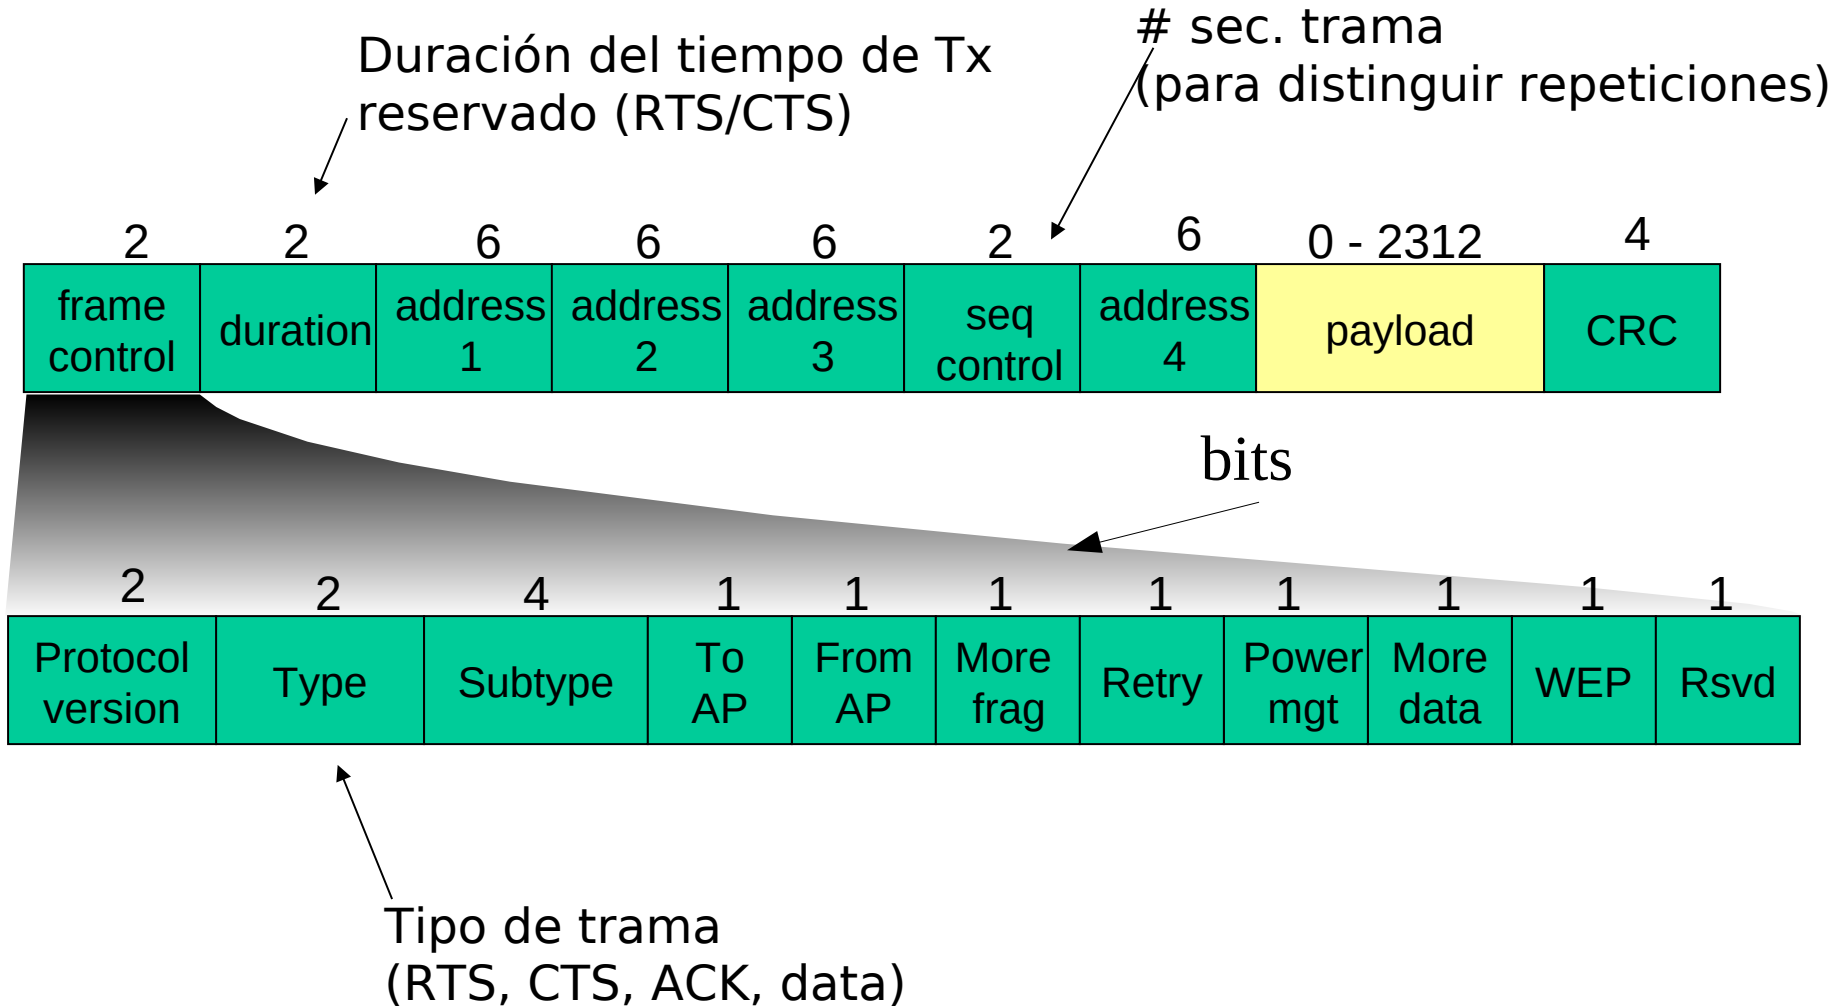 Duración del tiempo de Tx
reservado (RTS/CTS)
# sec. trama
(para distinguir repeticiones)
2 2 6 6 6 2 6 0 - 2312 4
frame control
duration
address 1
address 2
address 3
seq control
address 4
payload
CRC
bits
2 2 4 1 1 1 1 1 1 1 1
Protocol version
Type
Subtype
To AP
From AP
More frag
Retry
Power mgt
More data
WEP
Rsvd
Tipo de trama
(RTS, CTS, ACK, data)